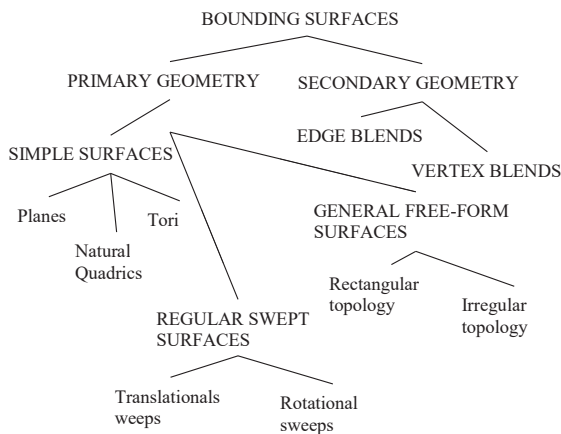 BOUNDING SURFACES
PRIMARY GEOMETRY
SECONDARY GEOMETRY
EDGE BLENDS
SIMPLE SURFACES
VERTEX BLENDS
Planes
Tori
GENERAL FREE-FORM
SURFACES
Natural
Quadrics
Rectangular
topology
Irregular
topology
REGULAR SWEPT
SURFACES
Translationals
weeps
Rotational
sweeps